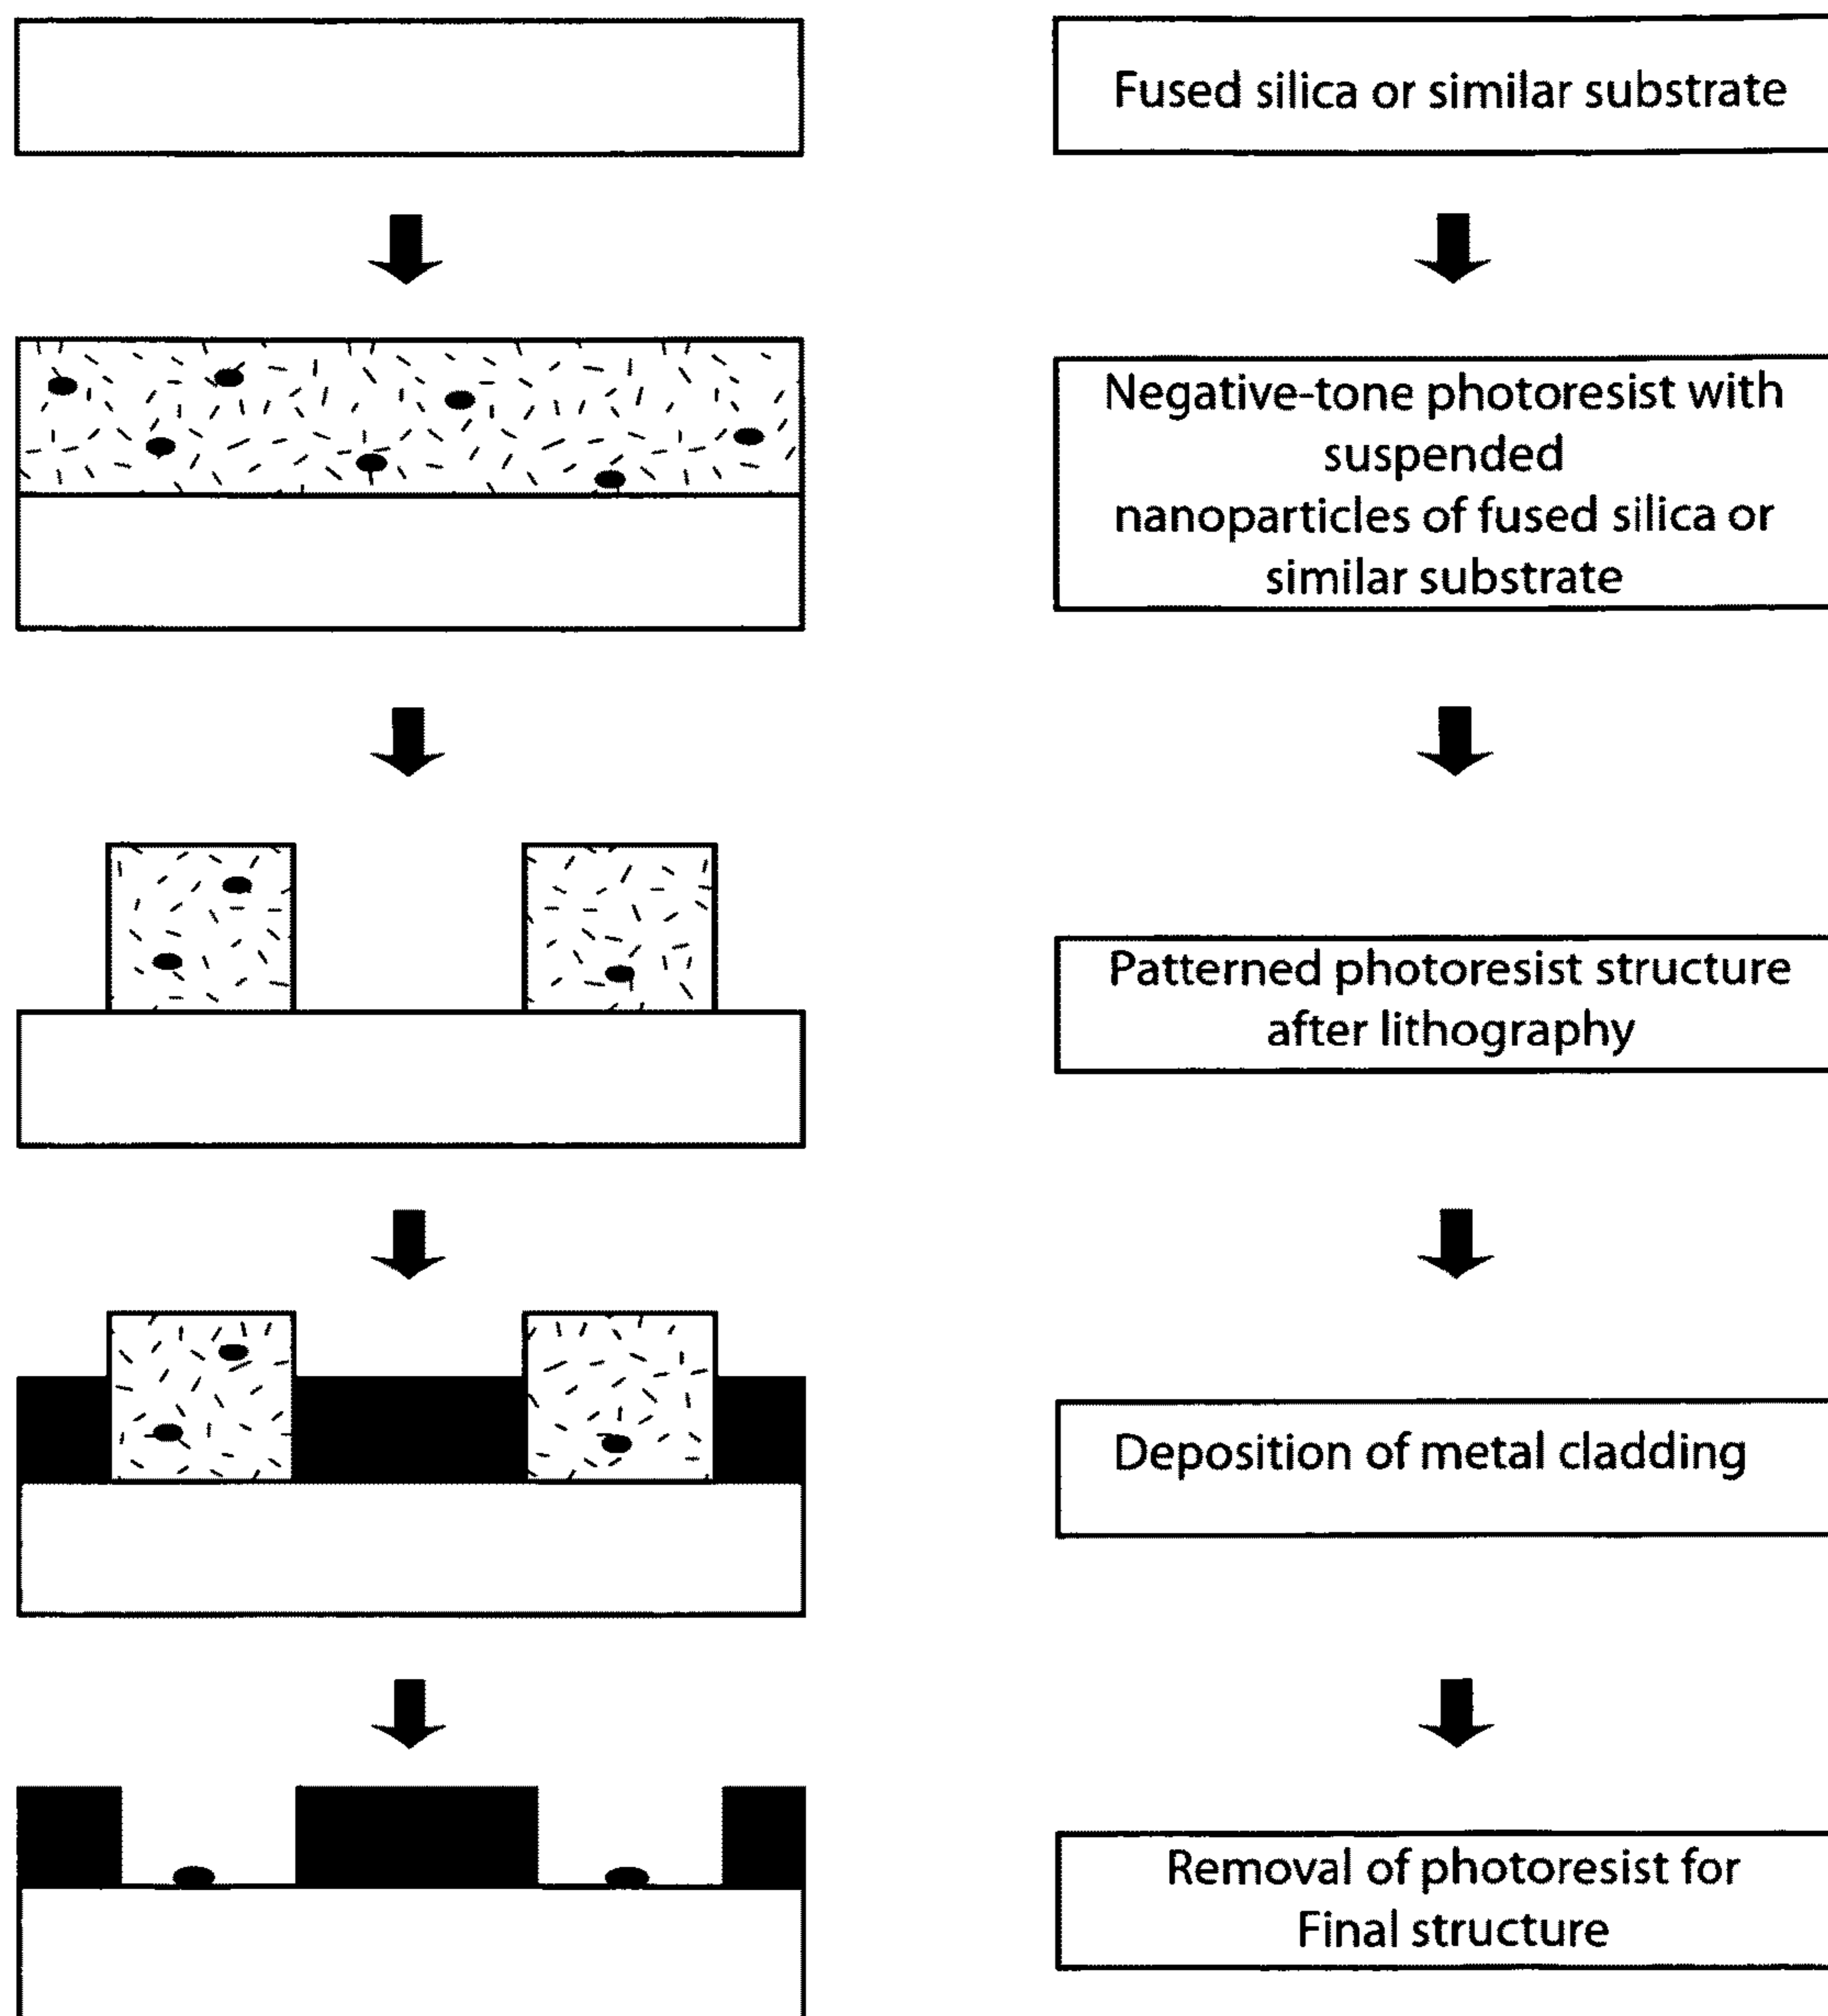 Fused silica or similar substrate
Negative-tone photoresist with
suspended
nanoparticles of fused silica or
similar substrate
Patterned photoresist structure
after lithography
Deposition of metal cladding
Removal of photoresist for
Final structure